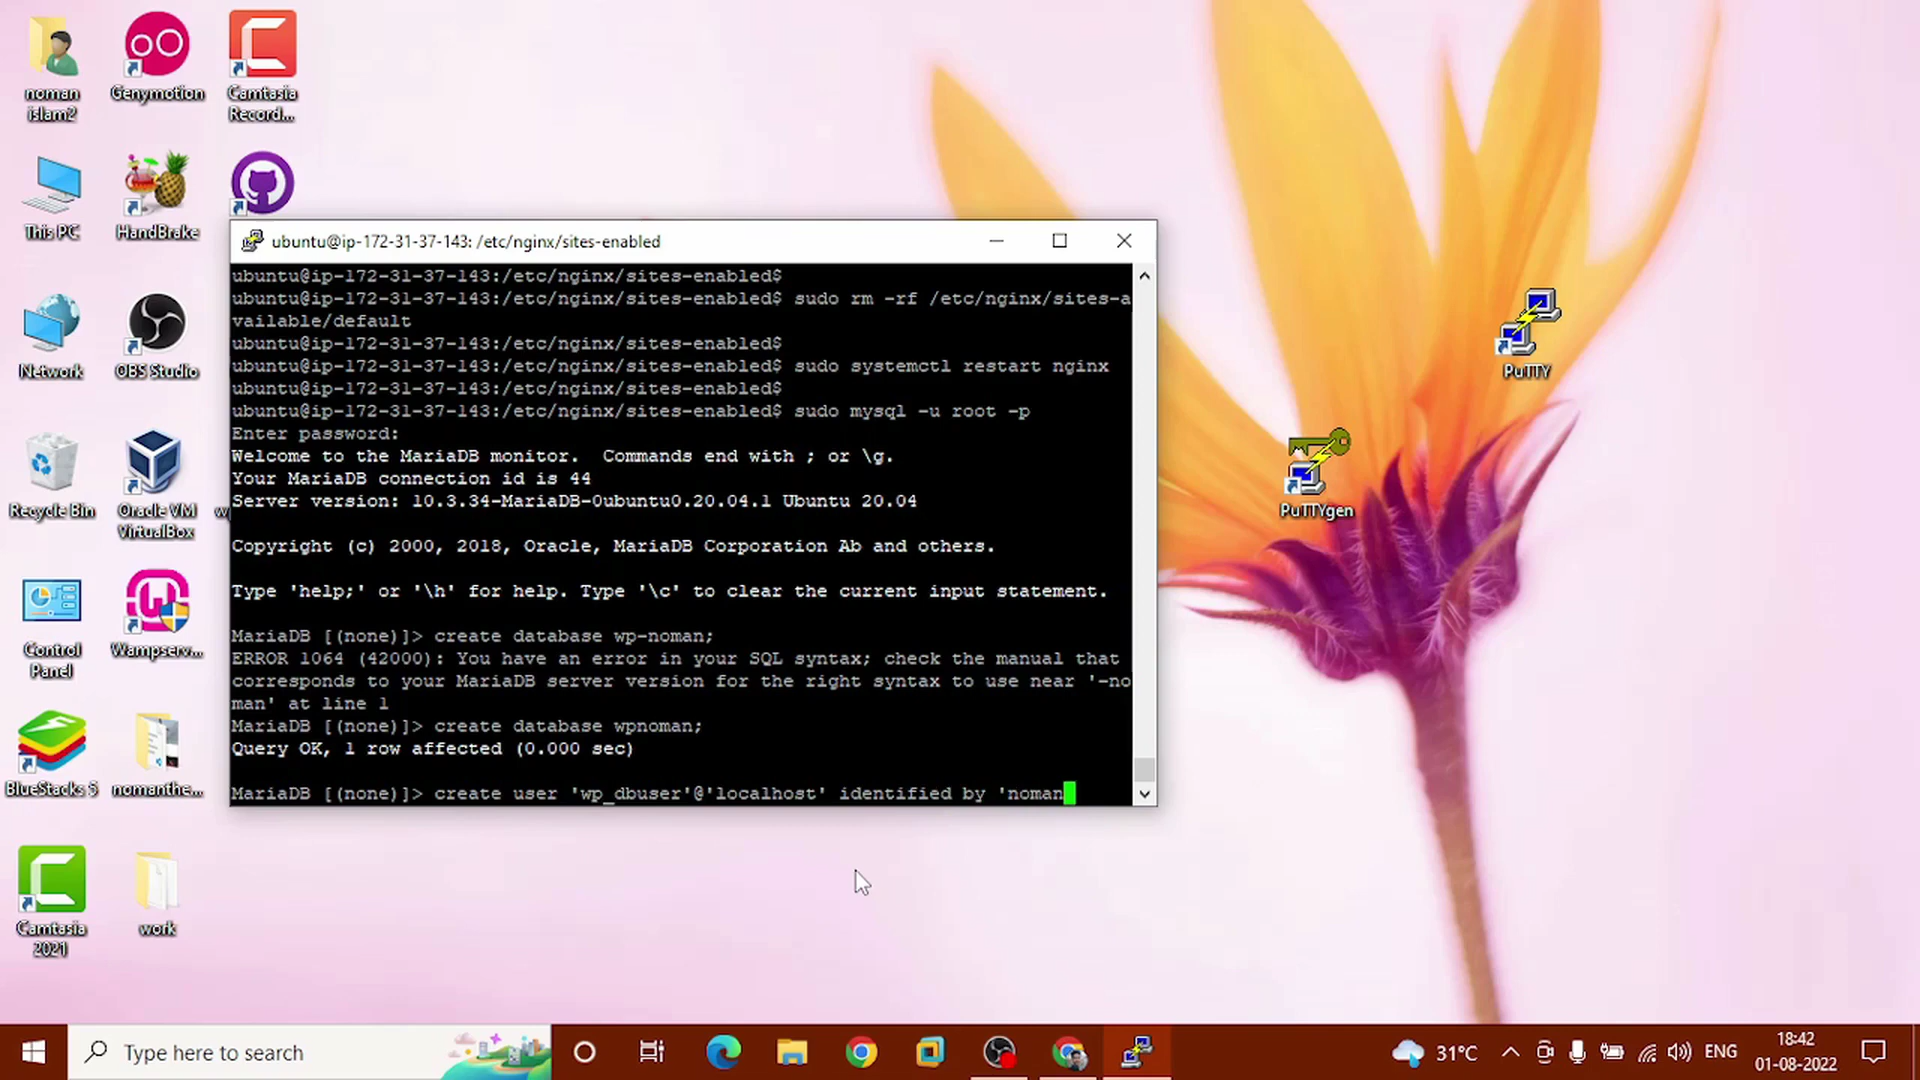 noman
islam2
Genymotion
Camtasia
Record...
This PC
HandBrake
Network
OBS Studio
Recycle Bin
Oracle VM
VirtualBox
Control
Panel
Wampserv...
BlueStacks 5
nomanthe...
Camtasia
2021
work
ubuntu@ip-172-31-37-143: /etc/nginx/sites-enabled
ubuntu@ip-172-31-37-143:/etc/nginx/sites-enabled$
ubuntu@ip-172-31-37-143:/etc/nginx/sites-enabled$ sudo rm -rf /etc/nginx/sites-a
vailable/default
ubuntu@ip-172-31-37-143:/etc/nginx/sites-enabled$
ubuntu@ip-172-31-37-143:/etc/nginx/sites-enabled$ sudo systemctl restart nginx
ubuntu@ip-172-31-37-143:/etc/nginx/sites-enabled$
ubuntu@ip-172-31-37-143:/etc/nginx/sites-enabled$ sudo mysql -u root -p
Enter password:
Welcome to the MariaDB monitor.  Commands end with ; or \g.
Your MariaDB connection id is 44
Server version: 10.3.34-MariaDB-0ubuntu0.20.04.1 Ubuntu 20.04
Copyright (c) 2000, 2018, Oracle, MariaDB Corporation Ab and others.
Type 'help;' or '\h' for help. Type '\c' to clear the current input statement.
MariaDB [(none)]> create database wp-noman;
ERROR 1064 (42000): You have an error in your SQL syntax; check the manual that
corresponds to your MariaDB server version for the right syntax to use near '-no
man' at line 1
MariaDB [(none)]> create database wpnoman;
Query OK, 1 row affected (0.000 sec)
MariaDB [(none)]> create user 'wp_dbuser'@'localhost' identified by 'noman
PuTTY
PuTTYgen
Type here to search
31°C
ENG
18:42
01-08-2022